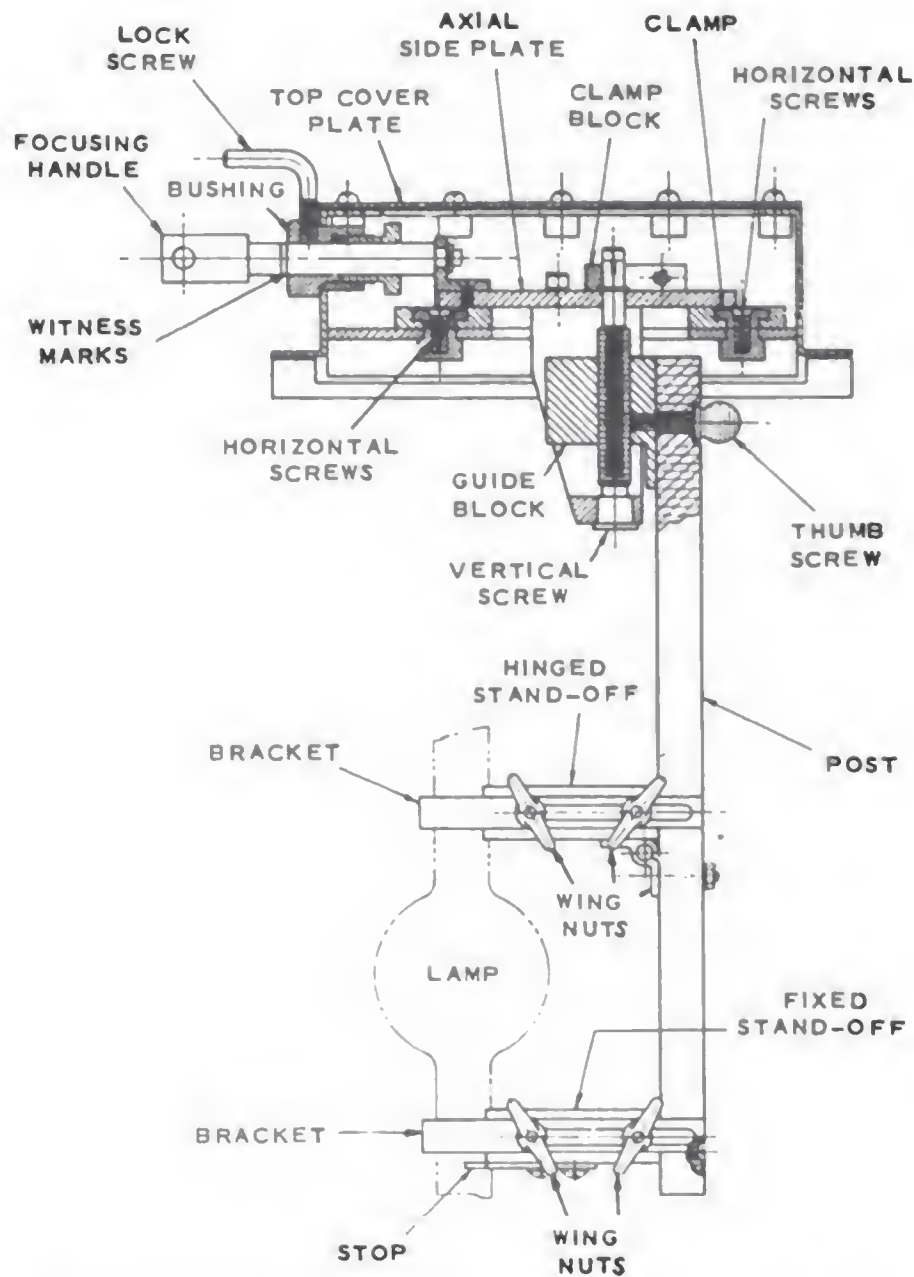 LOCK
SCREW
AXIAL
SIDE PLATE
CLAMP
TOP COVER
PLATE
CLAMP
BLOCK
HORIZONTAL
SCREWS
FOCUSING
HANDLE
BUSHING
WITNESS
MARKS
HORIZONTAL
SCREWS
GUIDE
BLOCK
THUMB
SCREW
VERTICAL
SCREW
HINGED
STAND-OFF
BRACKET
POST
WING
NUTS
LAMP
FIXED
STAND-OFF
BRACKET
STOP
WING
NUTS